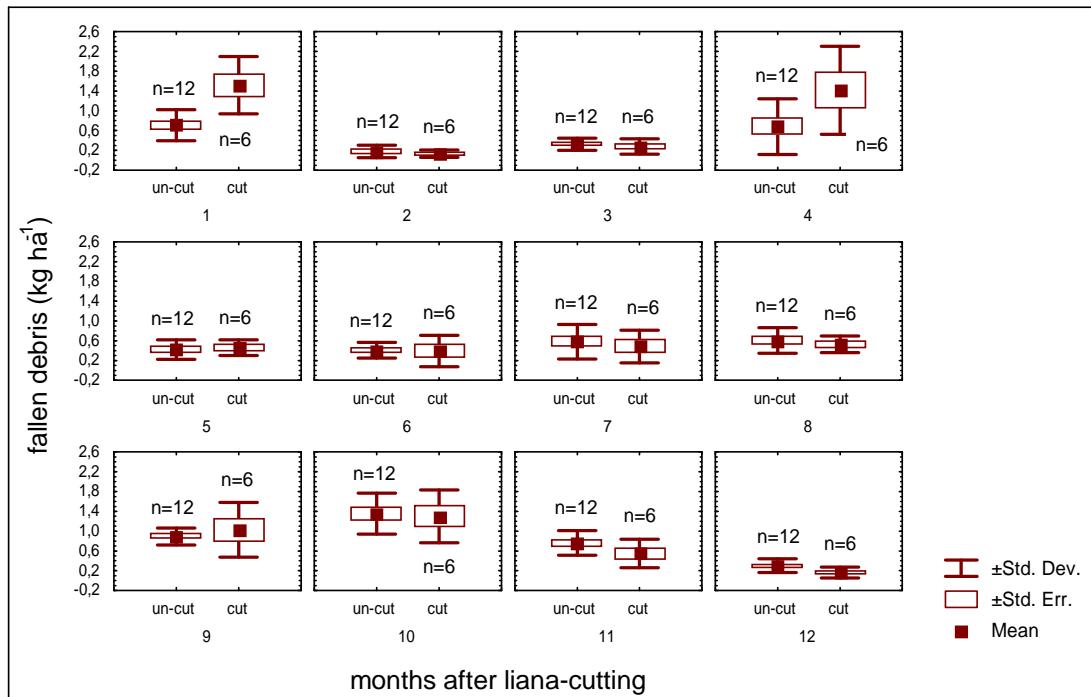 fallen debris (kg ha-1)
2,6
2,2
1,8
1,4
1,0
0,6
0,2
-0,2
n=12
n=6
un-cut cut
1
n=12 n=6
un-cut cut
2
n=12 n=6
un-cut cut
3
n=12
n=6
un-cut cut
4
2,6
2,2
1,8
1,4
1,0
0,6
0,2
-0,2
n=12 n=6
un-cut cut
5
n=12 n=6
un-cut cut
6
n=12 n=6
un-cut cut
7
n=12 n=6
un-cut cut
8
2,6
2,2
1,8
1,4
1,0
0,6
0,2
-0,2
n=12 n=6
un-cut cut
9
n=12
n=6
un-cut cut
10
n=12 n=6
un-cut cut
11
n=12 n=6
un-cut cut
12
±Std. Dev.
±Std. Err.
Mean
months after liana-cutting